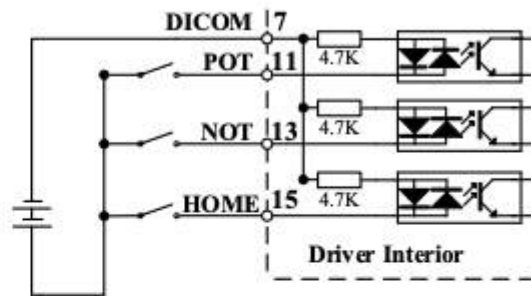 DICOM 7
4.7K
POT 11
NOT 13
4.7K
HOME 15
4.7K
Driver Interior